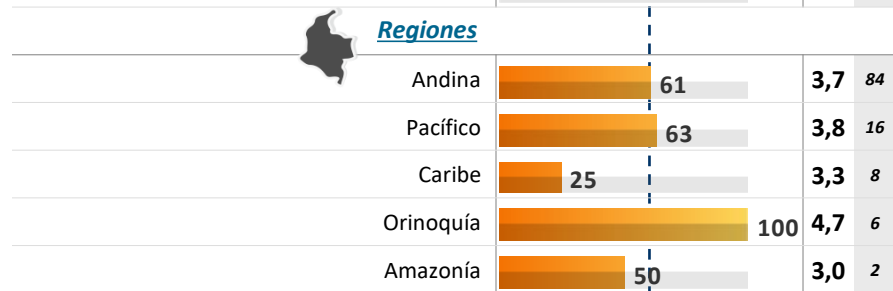 Regiones
Andina 61 3,7 84
Pacífico 63 3,8 16
Caribe 25 3,3 8
Orinoquía 100 4,7 6
Amazonía 50 3,0 2